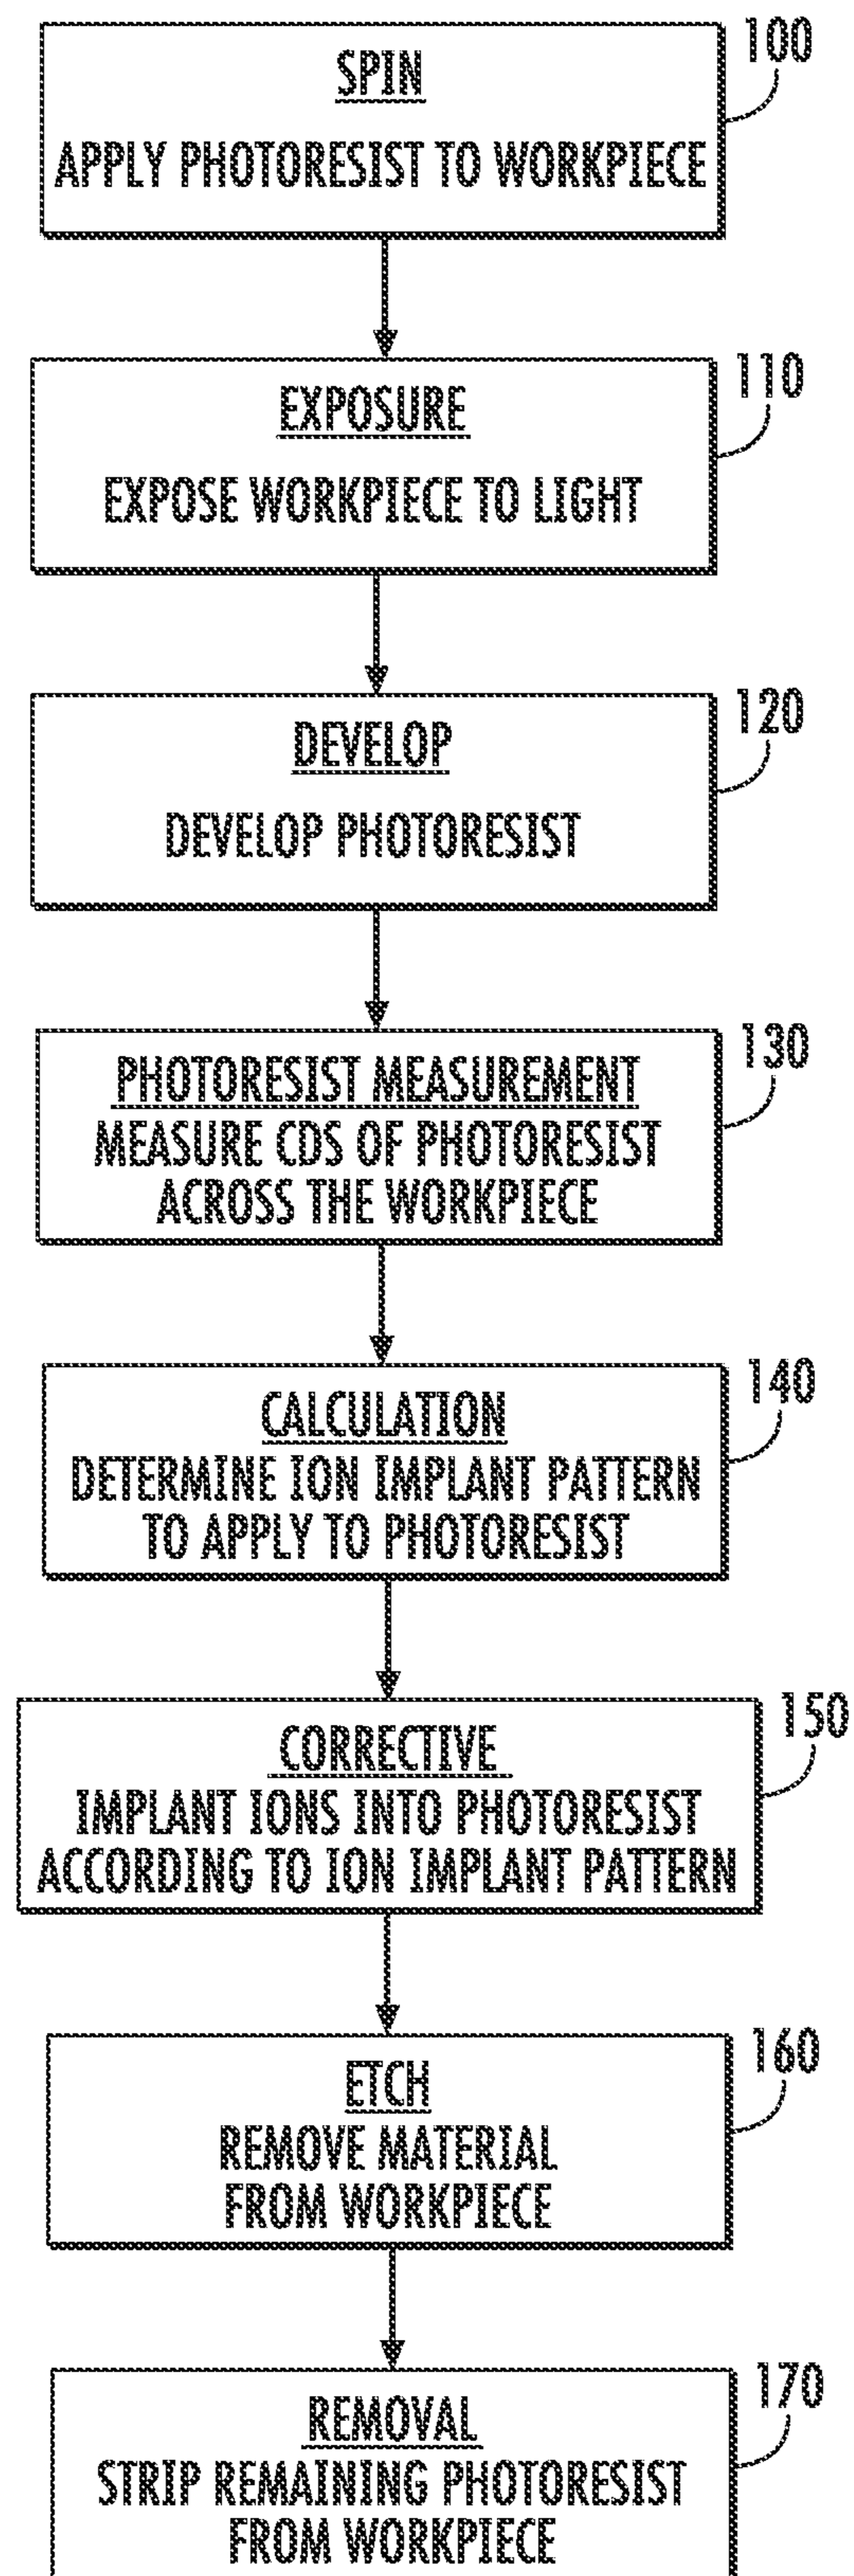 100
SPIN
APPLY PHOTORESIST TO WORKPIECE
110
EXPOSURE
EXPOSE WORKPIECE TO LIGHT
120
DEVELOP
DEVELOP PHOTORESIST
130
PHOTORESIST MEASUREMENT
MEASURE CDS OF PHOTORESIST
ACROSS THE WORKPIECE
140
CALCULATION
DETERMINE ION IMPLANT PATTERN
TO APPLY TO PHOTORESIST
150
CORRECTIVE
IMPLANT IONS INTO PHOTORESIST
ACCORDING TO ION IMPLANT PATTERN
160
ETCH
REMOVE MATERIAL
FROM WORKPIECE
170
REMOVAL
STRIP REMAINING PHOTORESIST
FROM WORKPIECE